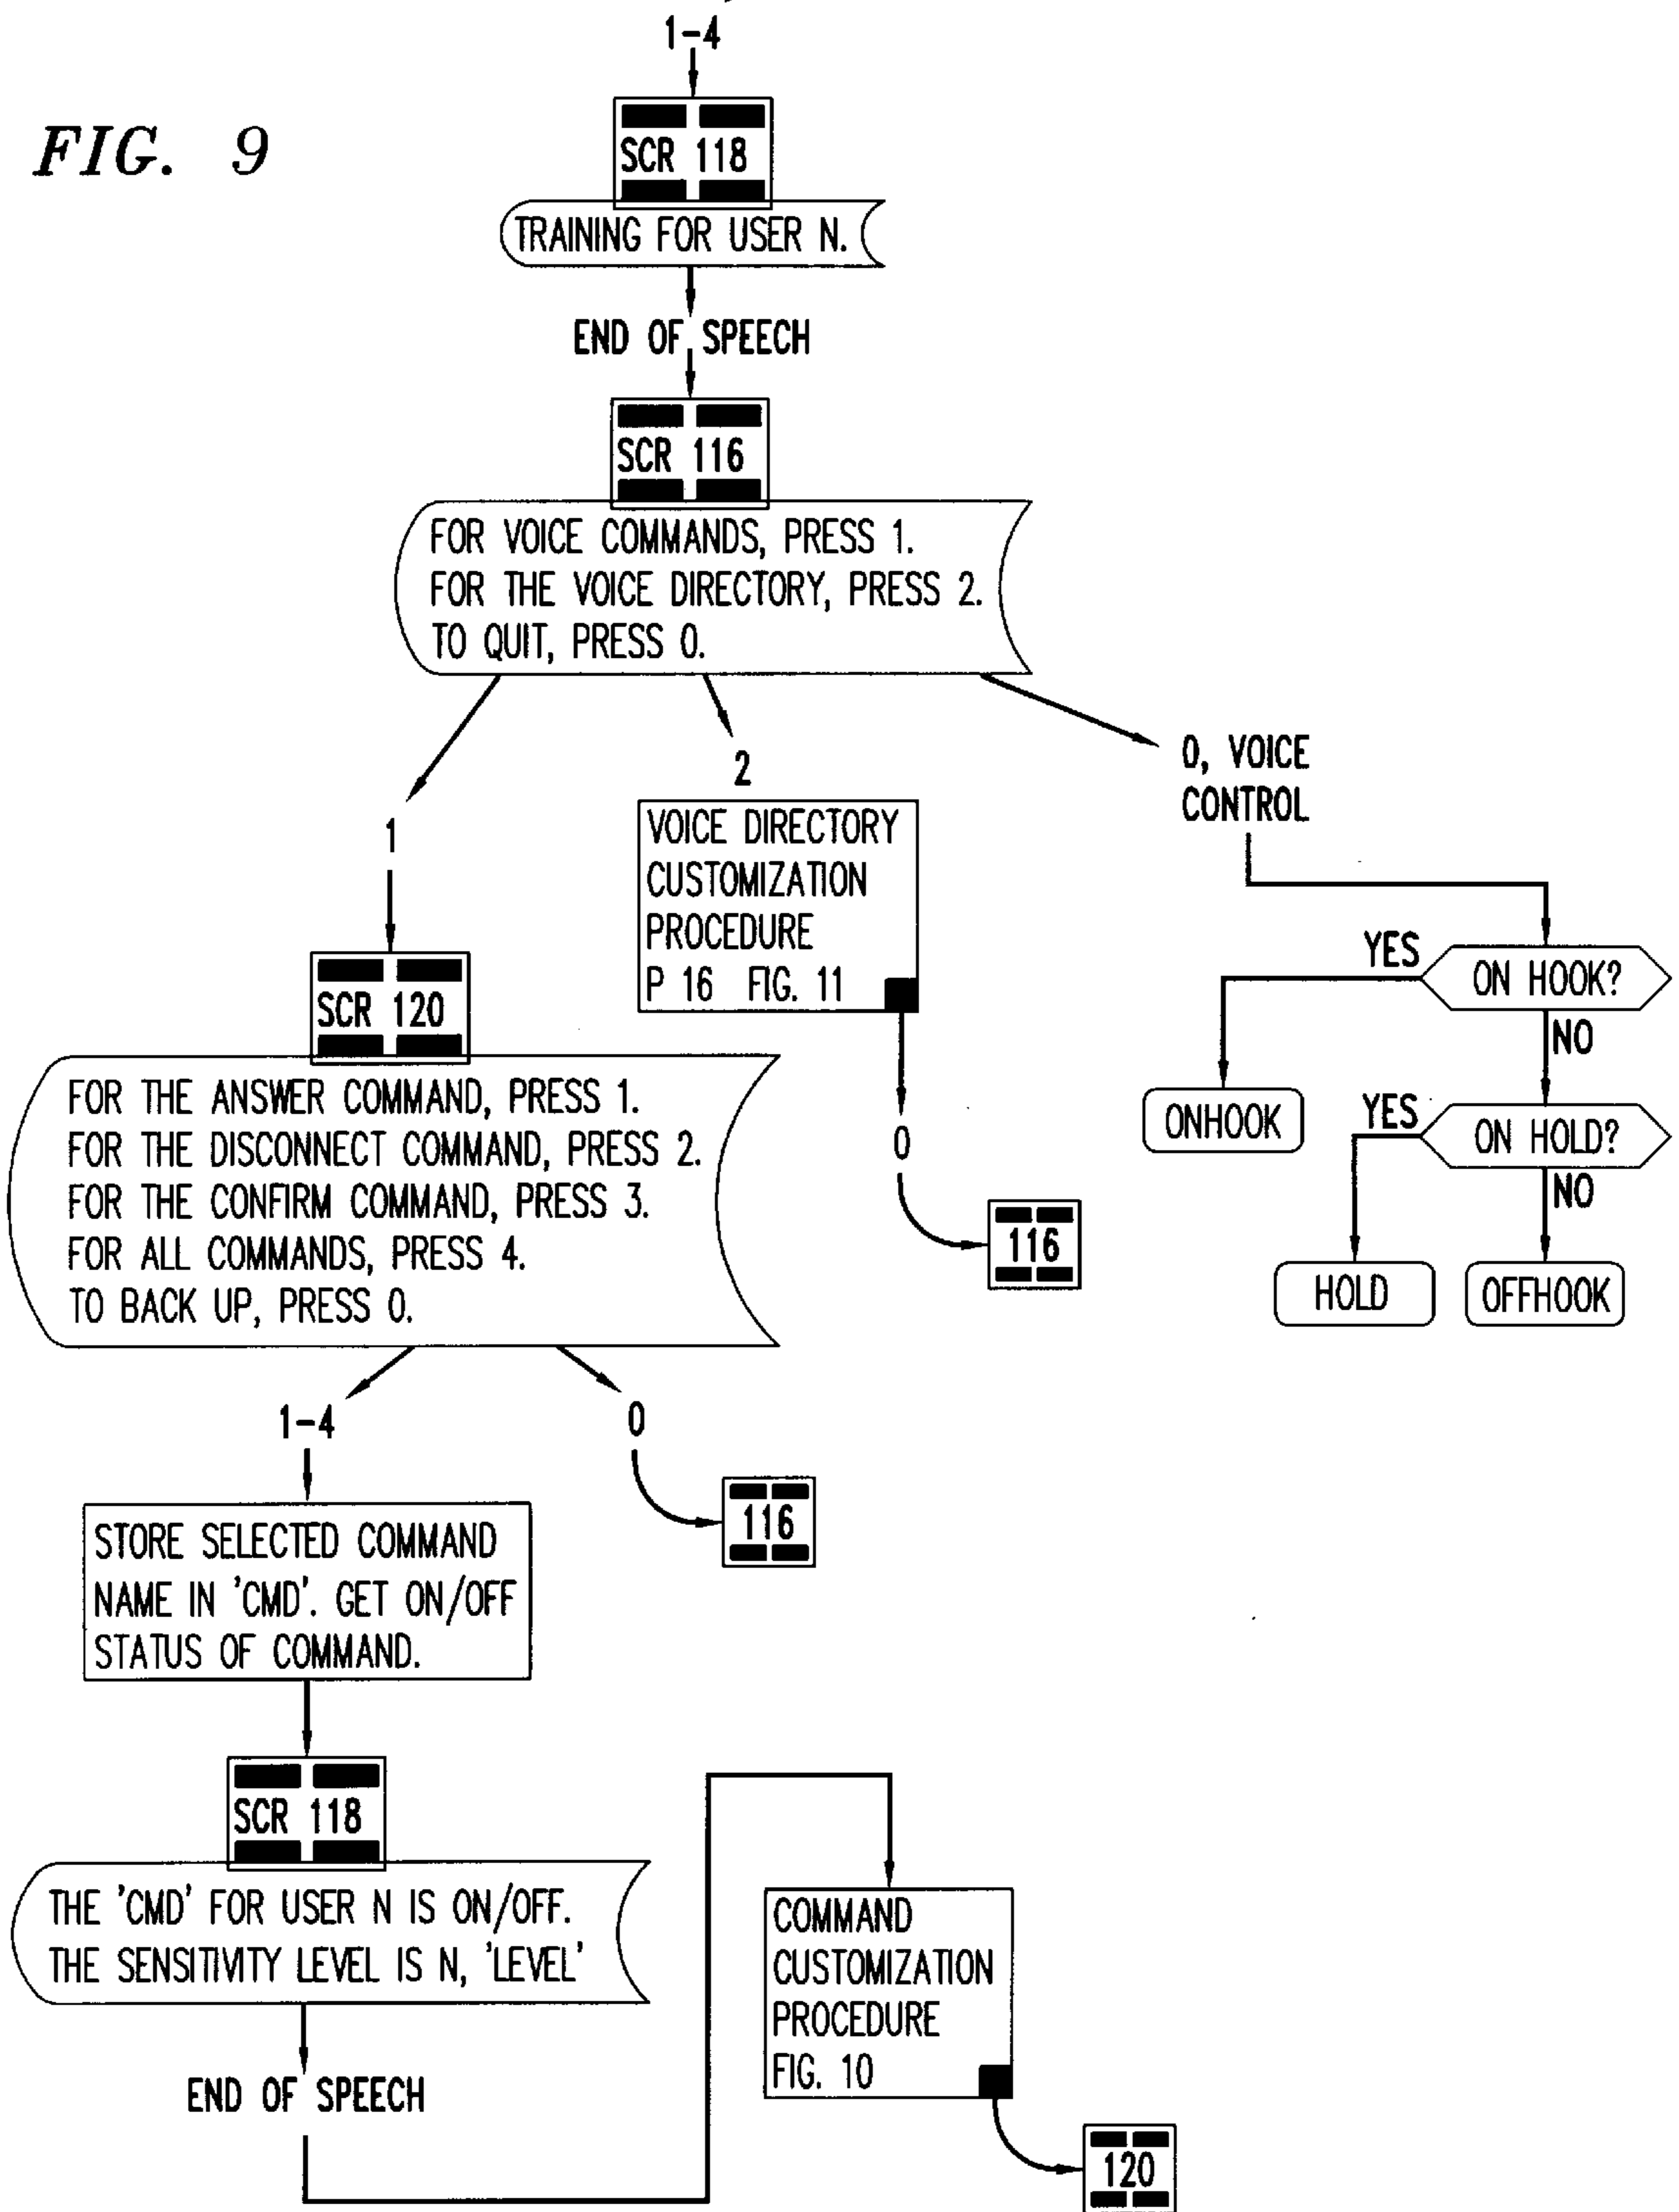 FIG. 9
1-4
SCR 118
TRAINING FOR USER N.
END OF SPEECH
SCR 116
FOR VOICE COMMANDS, PRESS 1.
FOR THE VOICE DIRECTORY, PRESS 2.
TO QUIT, PRESS 0.
1
2
0, VOICE
CONTROL
VOICE DIRECTORY
CUSTOMIZATION
PROCEDURE
P 16 FIG. 11
0
116
ON HOOK?
YES
NO
ONHOOK
ON HOLD?
YES
NO
HOLD
OFFHOOK
SCR 120
FOR THE ANSWER COMMAND, PRESS 1.
FOR THE DISCONNECT COMMAND, PRESS 2.
FOR THE CONFIRM COMMAND, PRESS 3.
FOR ALL COMMANDS, PRESS 4.
TO BACK UP, PRESS 0.
1-4
0
116
STORE SELECTED COMMAND
NAME IN 'CMD'. GET ON/OFF
STATUS OF COMMAND.
SCR 118
THE 'CMD' FOR USER N IS ON/OFF.
THE SENSITIVITY LEVEL IS N, 'LEVEL'
END OF SPEECH
COMMAND
CUSTOMIZATION
PROCEDURE
FIG. 10
120